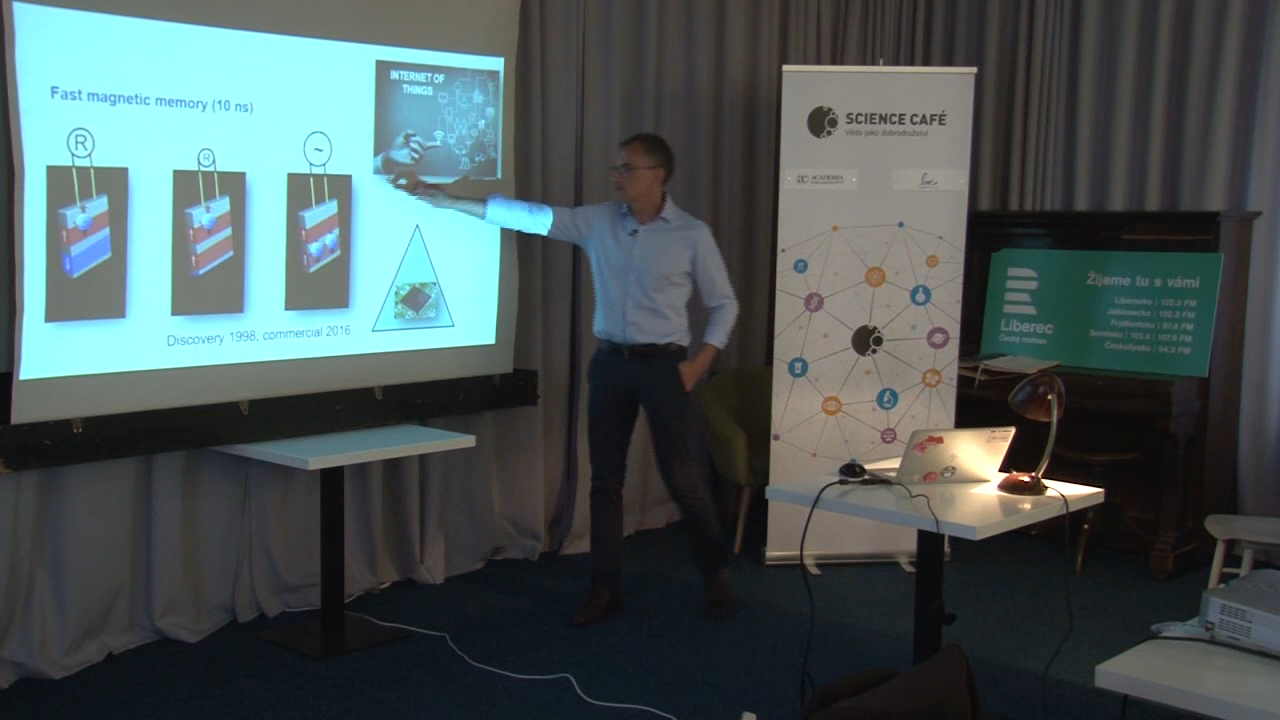 INTERNET OF
THINGS
Fast magnetic memory (10 ns)
R
R
~
Discovery 1998, commercial 2016
SCIENCE CAFÉ
Věda jako dobrodružství
ACADEMIA
Žijeme tu s vámi
Liberecko | 102.3 FM
Jablonecko | 102.3 FM
Frýdlantsko | 97.4 FM
Semilsko | 103.4 | 107.6 FM
Českolipsko | 94.3 FM
Liberec
Český rozhlas